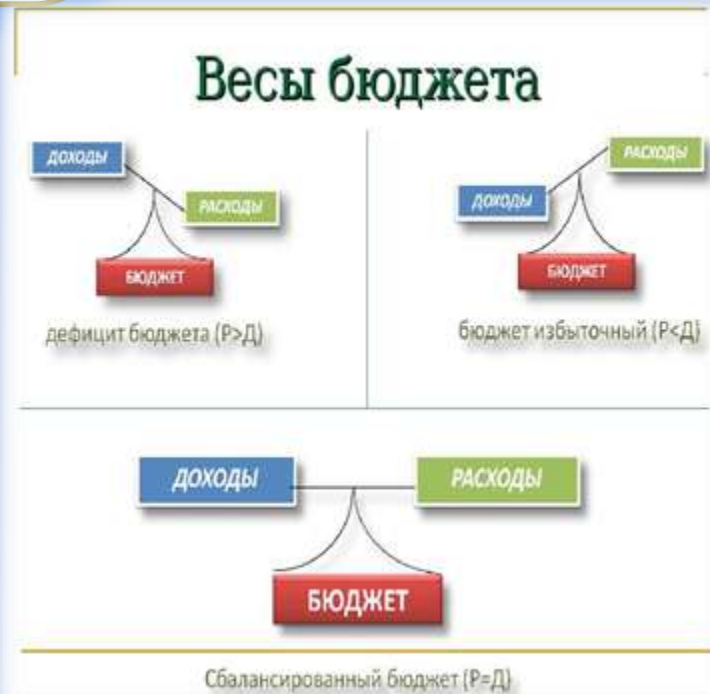 Весы бюджета
ДОХОДЫ
РАСХОДЫ
БЮДЖЕТ
дефицит бюджета (Р>Д)
РАСХОДЫ
ДОХОДЫ
БЮДЖЕТ
бюджет избыточный (Р<Д)
ДОХОДЫ
РАСХОДЫ
БЮДЖЕТ
Сбалансированный бюджет (Р=Д)